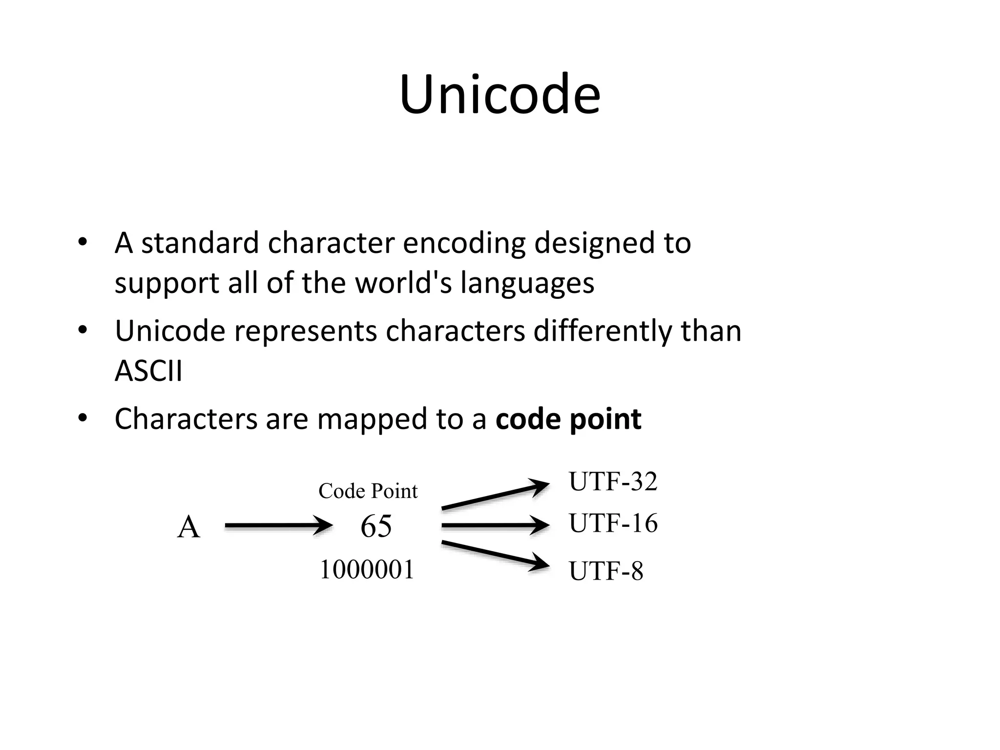 Unicode
• A standard character encoding designed to
support all of the world's languages
• Unicode represents characters differently than
ASCII
• Characters are mapped to a code point
Code Point
A
65
1000001
UTF-32
UTF-16
UTF-8